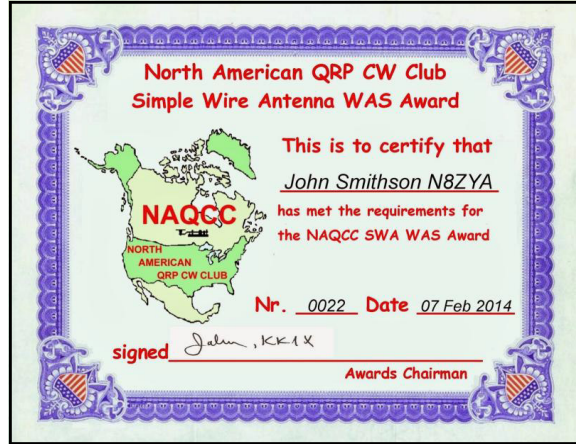 North American QRP CW Club
Simple Wire Antenna WAS Award
This is to certify that
John Smithson N8ZYA
has met the requirements for
the NAQCC SWA WAS Award
NAQCC
NORTH
AMERICAN
QRP CW CLUB
Nr. 0022 Date 07 Feb 2014
signed , KK1X
Awards Chairman